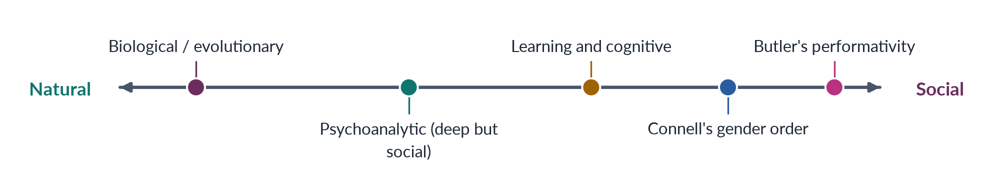 Biological / evolutionary
Learning and cognitive
Butler's performativity
Natural
Social
Psychoanalytic (deep but
social)
Connell's gender order